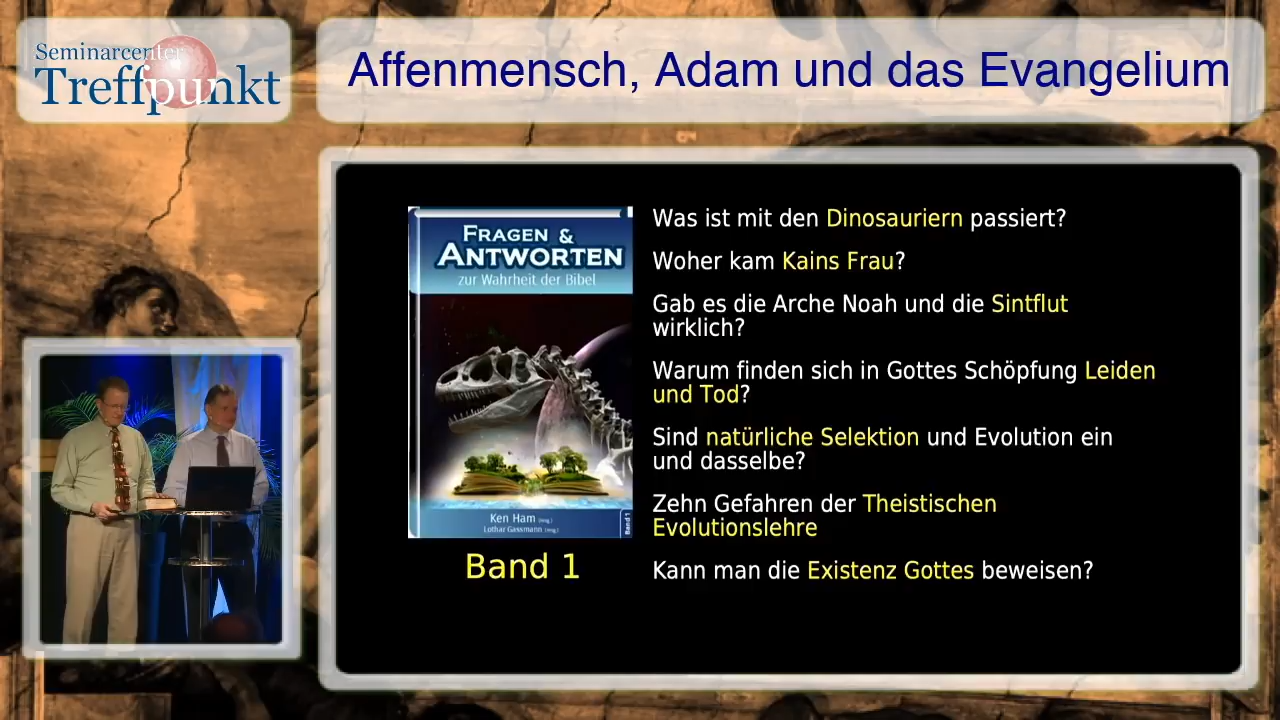 Seminarcenter
Treffpunkt
Affenmensch, Adam und das Evangelium
FRAGEN &
ANTWORTEN
zur Wahrheit der Bibel
Ken Ham (Hrsg.)
Lothar Gassmann (Hrsg.)
Band 1
Band 1
Was ist mit den Dinosauriern passiert?
Woher kam Kains Frau?
Gab es die Arche Noah und die Sintflut
wirklich?
Warum finden sich in Gottes Schöpfung Leiden
und Tod?
Sind natürliche Selektion und Evolution ein
und dasselbe?
Zehn Gefahren der Theistischen
Evolutionslehre
Kann man die Existenz Gottes beweisen?